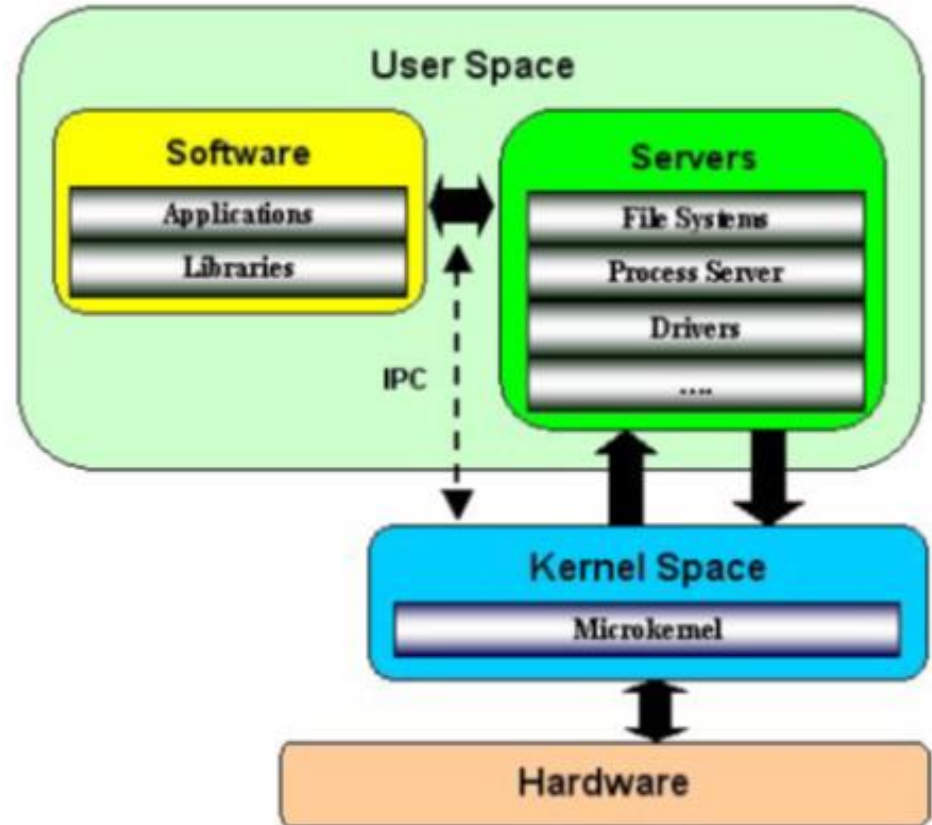 User Space
Software
Applications
Libraries
Servers
File Systems
Process Server
Drivers
....
IPC
Kernel Space
Microkernel
Hardware